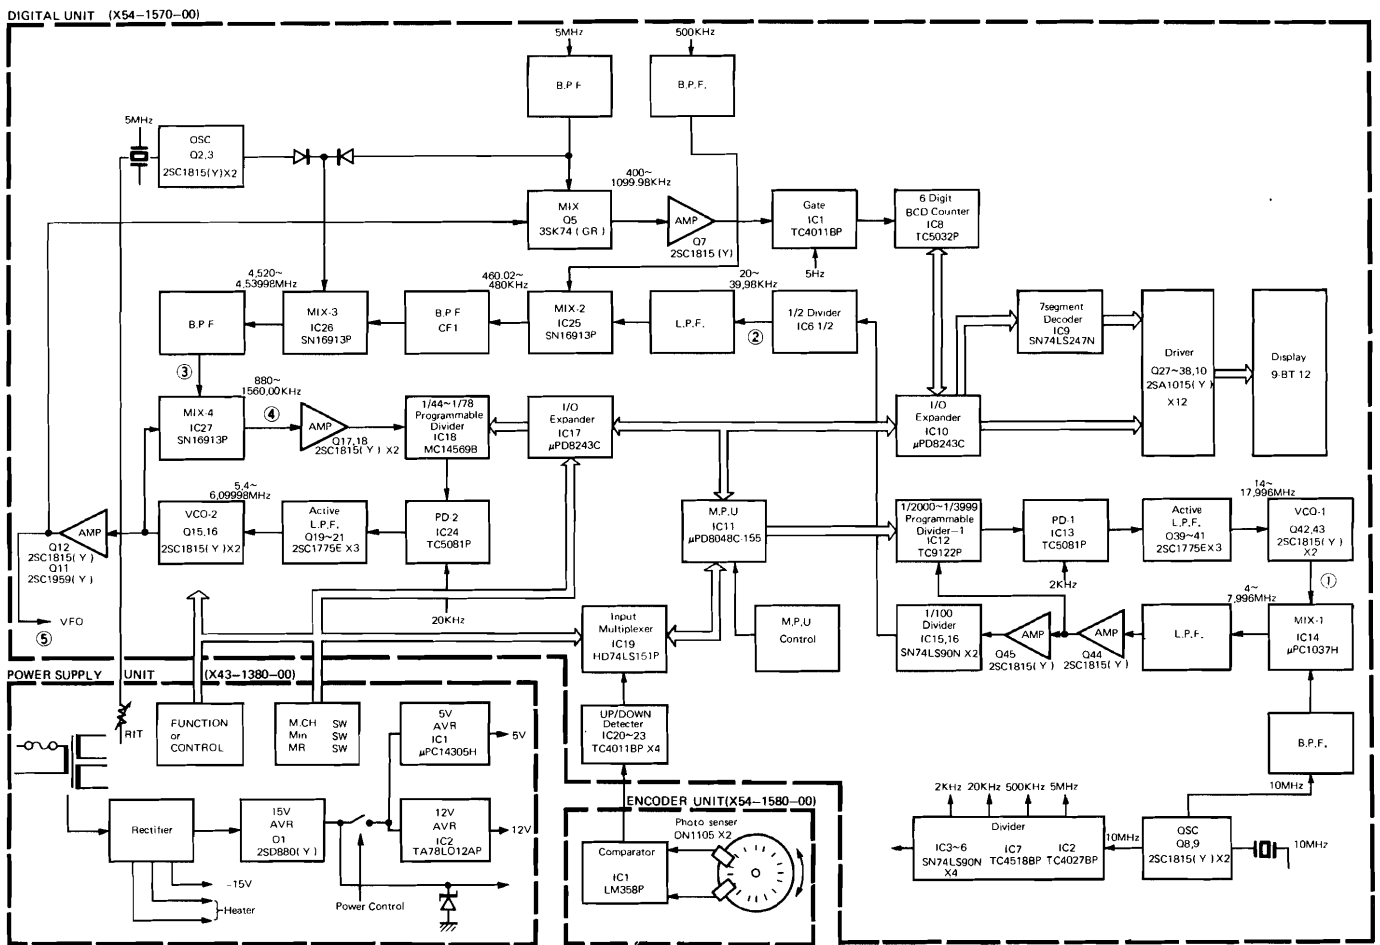 DIGITAL UNIT (X54-1570-00)
5MHz
500KHz
B.P.F
B.P.F.
5MHz
OSC
Q2,3
2SC1815(Y)X2
400~
1099.98KHz
MIX
Q5
3SK74 (GR)
AMP
Q7
2SC1815 (Y)
Gate
IC1
TC4011BP
5Hz
6 Digit
BCD Counter
IC8
TC5032P
4,520~
4,53998MHz
B.P.F
MIX-3
IC26
SN16913P
460.02~
480KHz
B.P.F
CF1
MIX-2
IC25
SN16913P
L.P.F.
20~
39,98KHz
②
1/2 Divider
IC6 1/2
7segment
Decoder
IC9
SN74LS247N
Driver
Q27~38,10
2SA1015(Y)
X12
Display
9-BT 12
③
MIX-4
IC27
SN16913P
880~
1560,00KHz
④
AMP
Q17,18
2SC1815(Y) X2
1/44~1/78
Programmable
Divider
IC18
MC14569B
I/O
Expander
IC17
μPD8243C
I/O
Expander
IC10
μPD8243C
AMP
Q12
2SC1815(Y)
Q11
2SC1959(Y)
5,4~
6,09998MHz
VCO-2
Q15,16
2SC1815(Y)X2
Active
L.P.F.
Q19~21
2SC1775E X3
PD-2
IC24
TC5081P
20KHz
M.P.U
IC11
μPD8048C-155
1/2000~1/3999
Programmable
Divider-1
IC12
TC9122P
PD-1
IC13
TC5081P
2KHz
Active
L.P.F.
Q39~41
2SC1775EX3
14~
17,996MHz
VCO-1
Q42,43
2SC1815(Y)
X2
①
VFO
⑤
Input
Multiplexer
IC19
HD74LS151P
M.P.U
Control
1/100
Divider
IC15,16
SN74LS90N X2
AMP
Q45
2SC1815(Y)
AMP
Q44
2SC1815(Y)
L.P.F.
4~
7,996MHz
MIX-1
IC14
μPC1037H
POWER SUPPLY UNIT (X43-1380-00)
RIT
FUNCTION
or
CONTROL
M.CH SW
Min SW
MR SW
5V
AVR
IC1
μPC14305H
5V
UP/DOWN
Detecter
IC20~23
TC4011BP X4
B.P.F.
10MHz
Rectifier
15V
AVR
Q1
2SD880(Y)
12V
AVR
IC2
TA78LO12AP
12V
-15V
Heater
Power Control
ENCODER UNIT(X54-1580-00)
Photo senser
ON1105 X2
Comparator
IC1
LM358P
2KHz 20KHz 500KHz 5MHz
Divider
IC3~6
SN74LS90N
X4
IC7
TC4518BP
IC2
TC4027BP
10MHz
OSC
Q8,9
2SC1815(Y)X2
10MHz